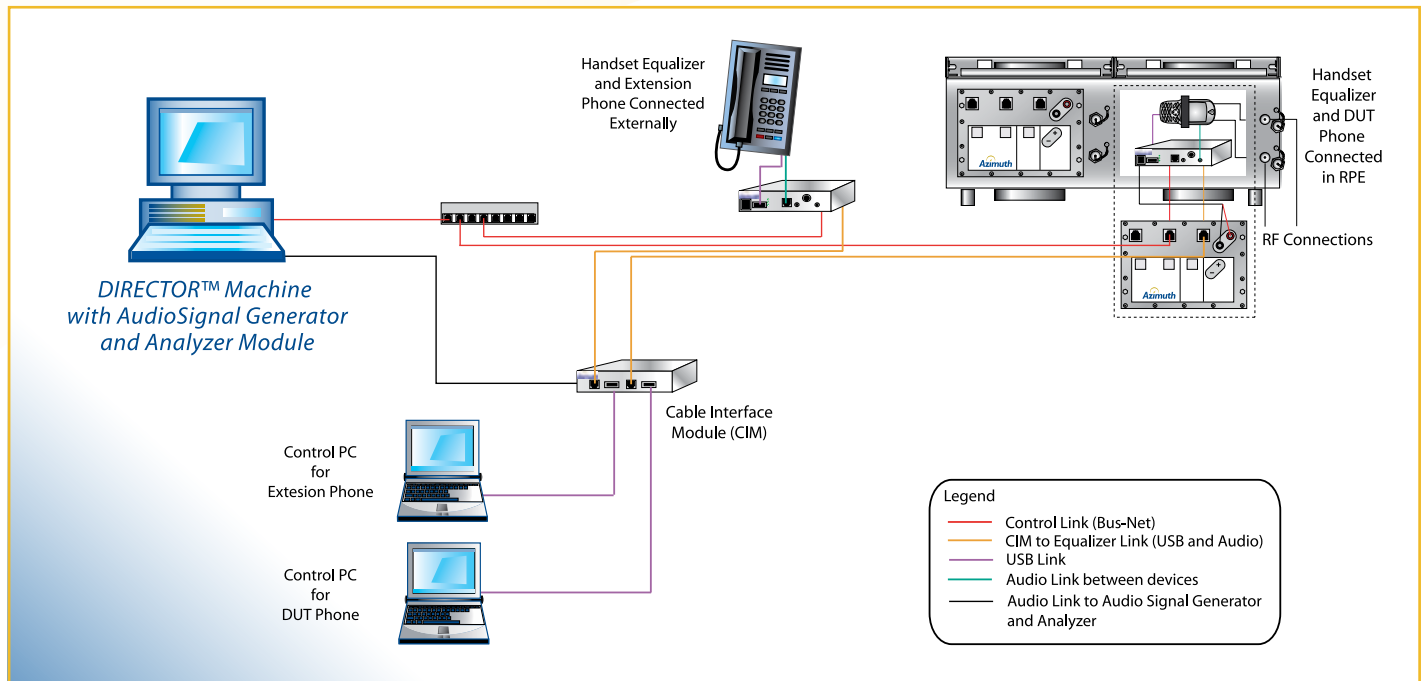 Handset Equalizer
and Extension
Phone Connected
Externally
Handset
Equalizer
and DUT
Phone
Connected
in RPE
Azimuth
RF Connections
Azimuth
DIRECTOR™ Machine
with AudioSignal Generator
and Analyzer Module
Cable Interface
Module (CIM)
Control PC
for
Extesion Phone
Control PC
for
DUT Phone
Legend
Control Link (Bus-Net)
CIM to Equalizer Link (USB and Audio)
USB Link
Audio Link between devices
Audio Link to Audio Signal Generator
and Analyzer